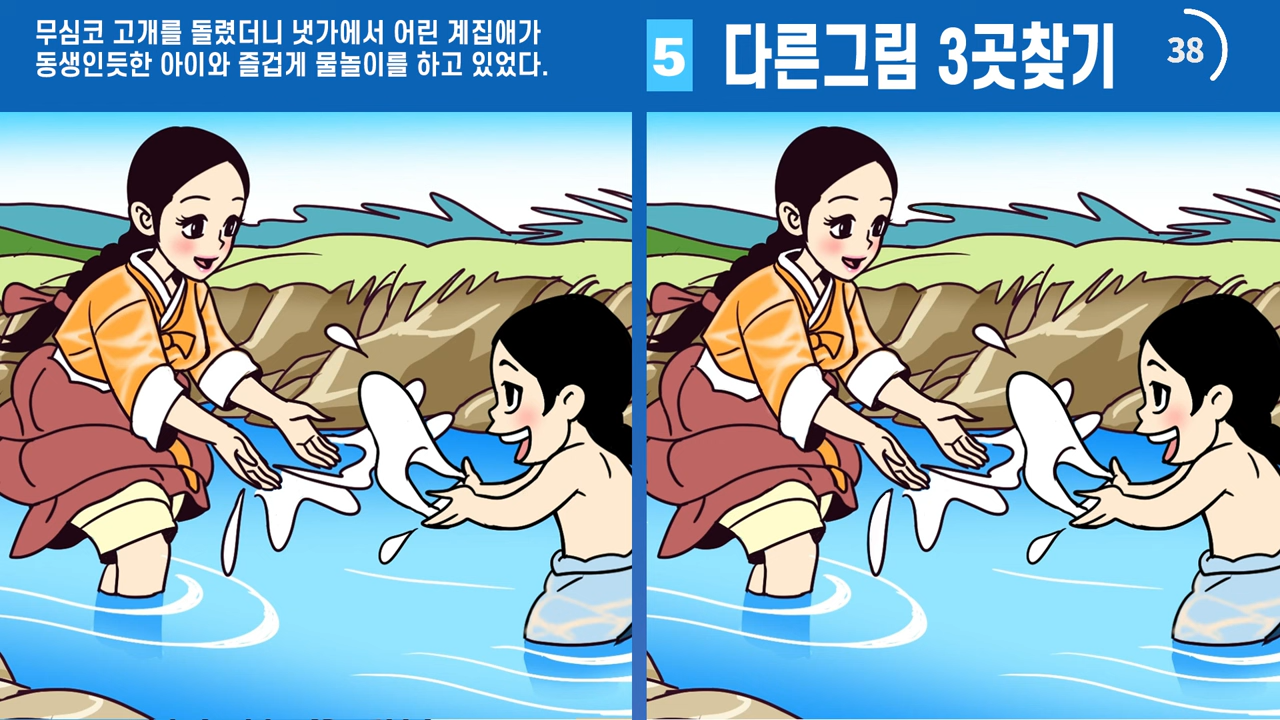 무심코 고개를 돌렸더니 냇가에서 어린 계집애가
동생인듯한 아이와 즐겁게 물놀이를 하고 있었다.
5 다른그림 3곳찾기
38